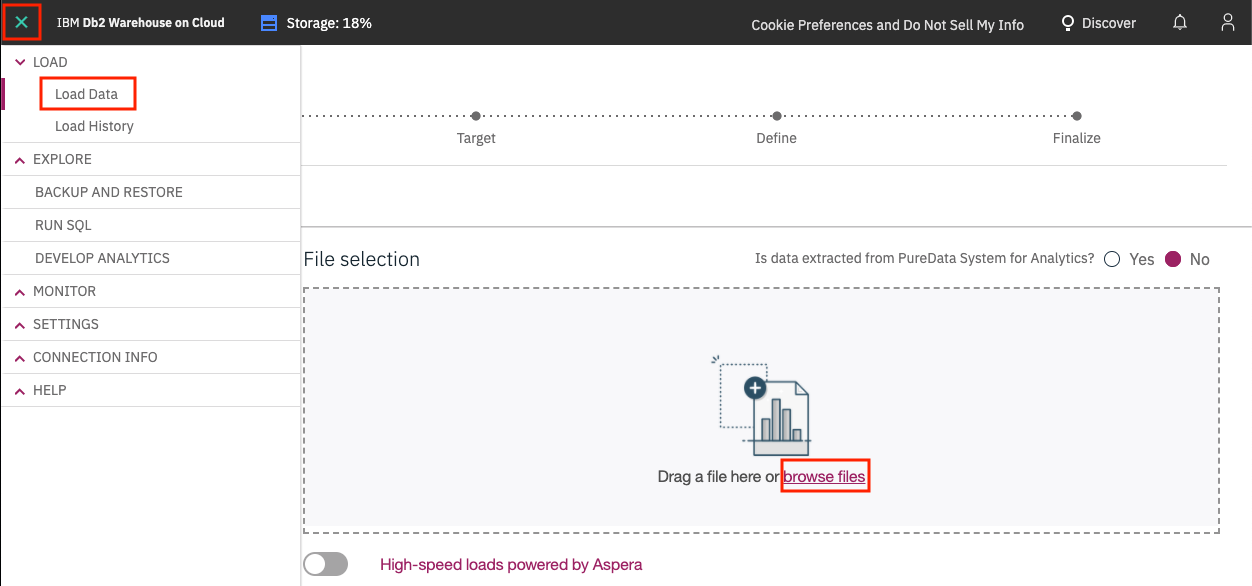 IBM Db2 Warehouse on Cloud
Storage: 18%
Cookie Preferences and Do Not Sell My Info
Discover
LOAD
Load Data
Load History
EXPLORE
BACKUP AND RESTORE
RUN SQL
DEVELOP ANALYTICS
MONITOR
SETTINGS
CONNECTION INFO
HELP
Target
Define
Finalize
File selection
Is data extracted from PureData System for Analytics? Yes No
Drag a file here or browse files
High-speed loads powered by Aspera